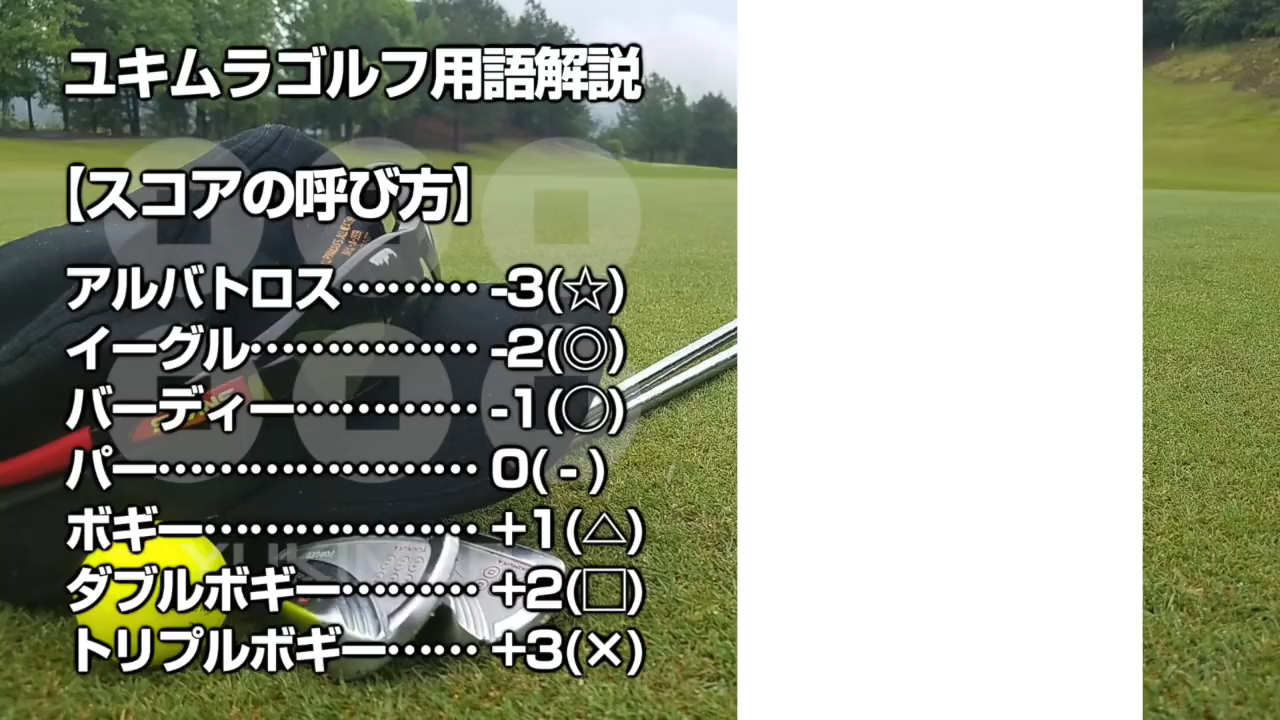 ユキムラゴルフ用語解説
【スコアの呼び方】
アルバトロス………… -3(☆)
イーグル…………… -2(◎)
バーディー………… -1(○)
パー………………… 0( - )
ボギー……………… +1(△)
ダブルボギー……… +2(□)
トリプルボギー…… +3(×)